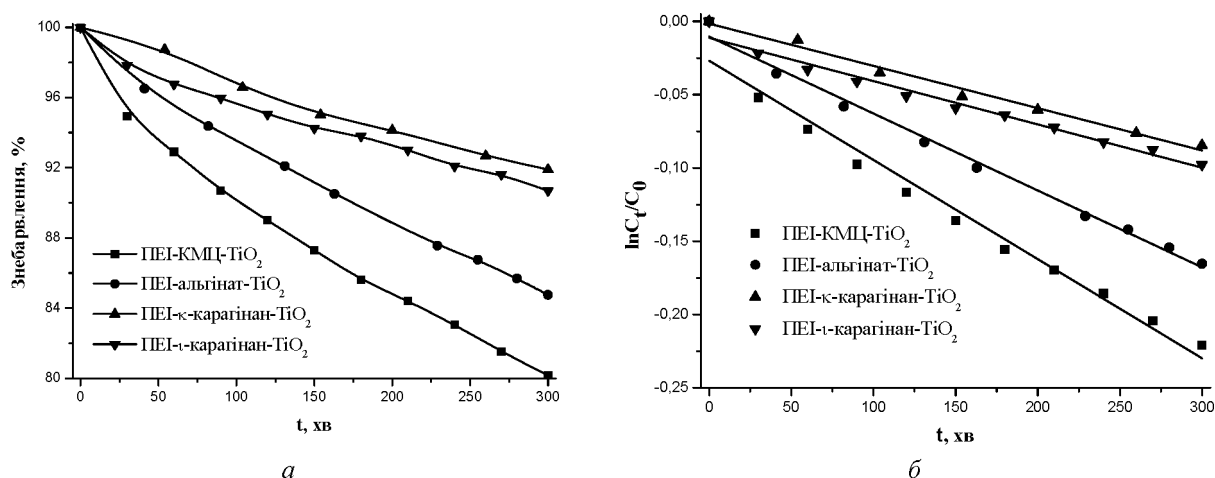 100
96
92
88
84
80
Знебарвлення, %
ПЕІ-КМЦ-TiO2
ПЕІ-альгінат-TiO2
ПЕІ-κ-карагінан-TiO2
ПЕІ-ι-карагінан-TiO2
0 50 100 150 200 250 300
t, хв
а
0,00
-0,05
-0,10
-0,15
-0,20
-0,25
lnCt/C0
ПЕІ-КМЦ-TiO2
ПЕІ-альгінат-TiO2
ПЕІ-κ-карагінан-TiO2
ПЕІ-ι-карагінан-TiO2
0 50 100 150 200 250 300
t, хв
б